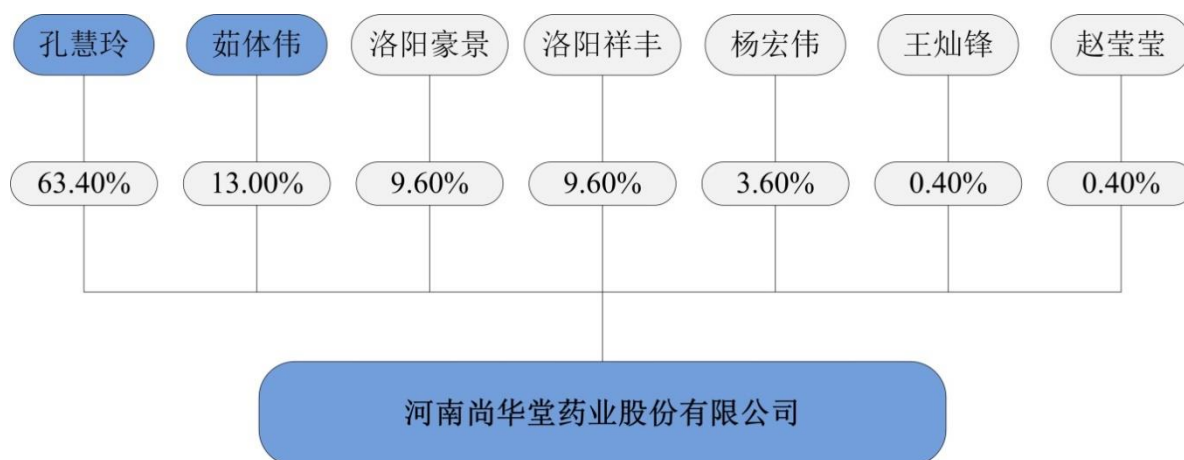 孔慧玲 茹体伟 洛阳豪景 洛阳祥丰 杨宏伟 王灿锋 赵莹莹
63.40% 13.00% 9.60% 9.60% 3.60% 0.40% 0.40%
河南尚华堂药业股份有限公司